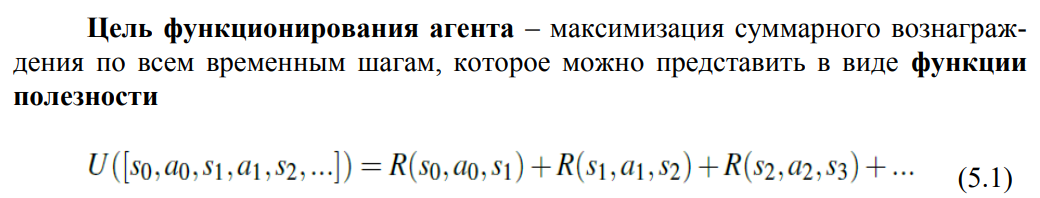 Цель функционирования агента – максимизация суммарного вознаграж-
дения по всем временным шагам, которое можно представить в виде функции
полезности
U([s₀,a₀,s₁,a₁,s₂,...]) = R(s₀,a₀,s₁) + R(s₁,a₁,s₂) + R(s₂,a₂,s₃) + ... (5.1)